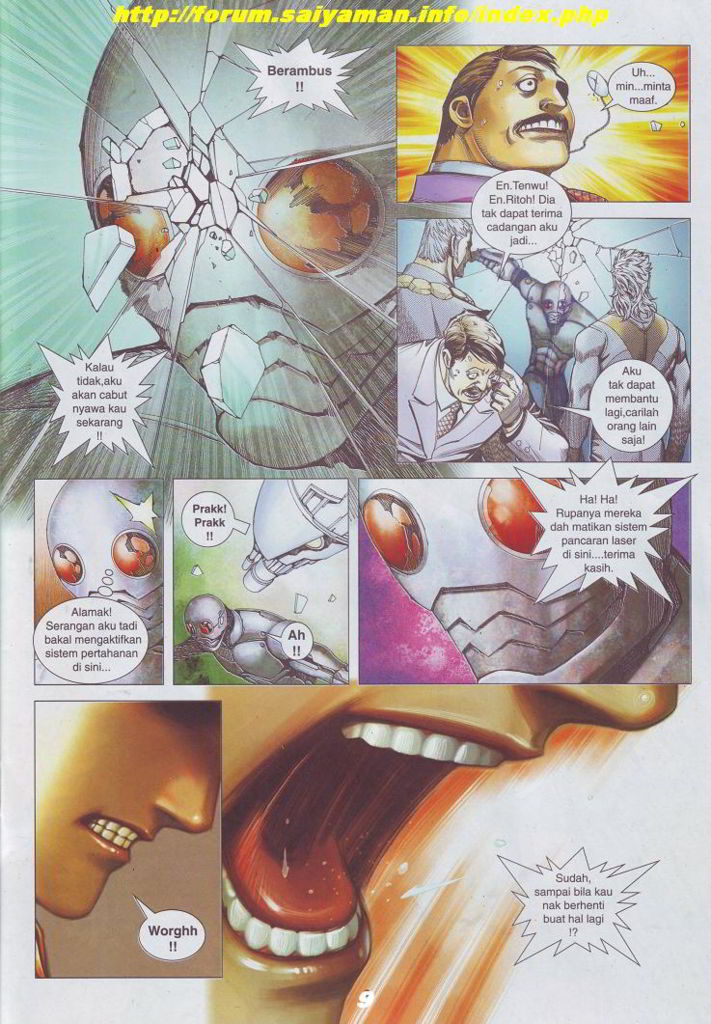 http://forum.saiyaman.info/index.php
Berambus
!!
Kalau
tidak,aku
akan cabut
nyawa kau
sekarang
!!
Uh...
min...minta
maaf.
En.Tenwu!
En.Ritoh! Dia
tak dapat terima
cadangan aku
jadi...
Aku
tak dapat
membantu
lagi,carilah
orang lain
saja!
Alamak!
Serangan aku tadi
bakal mengaktifkan
sistem pertahanan
di sini...
Prakk!
Prakk
!!
Ah
!!
Ha! Ha!
Rupanya mereka
dah matikan sistem
pancaran laser
di sini....terima
kasih.
Worghh
!!
Sudah,
sampai bila kau
nak berhenti
buat hal lagi
!?
9